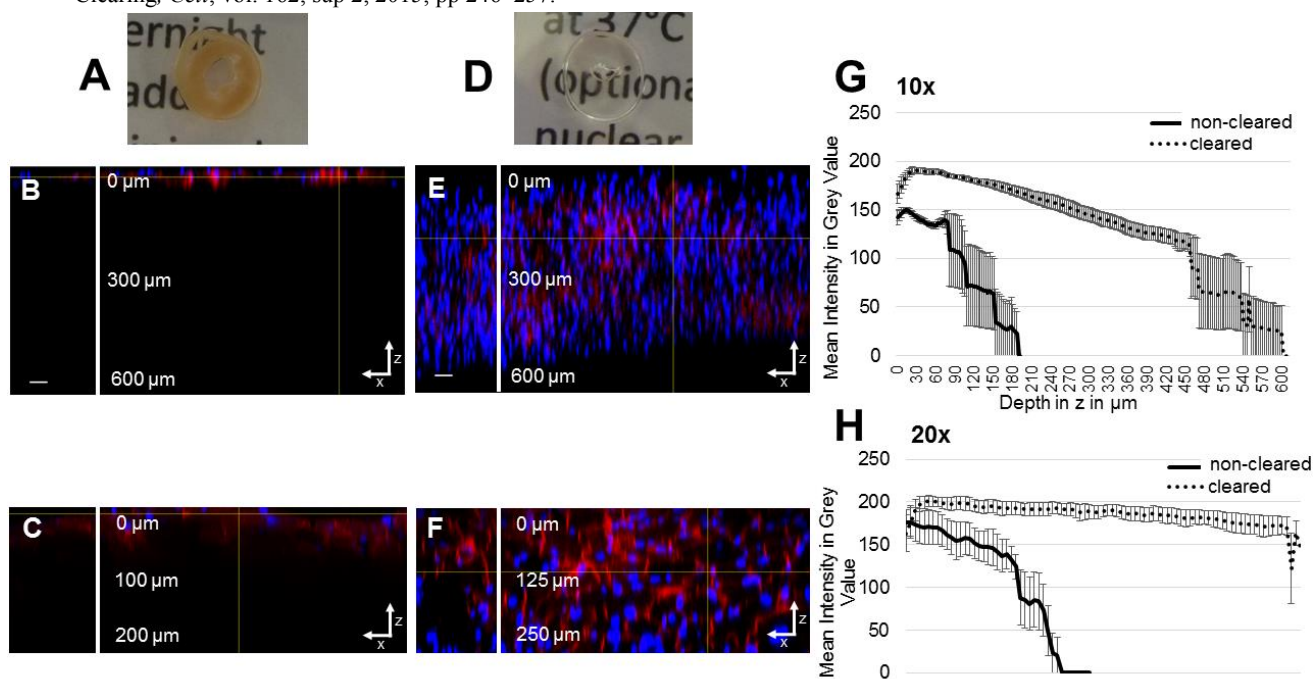 Clearing, Cell, vol. 162, sup 2, 2015, pp 246–257.
A
ernight
add
D
at 37°C
(optiona
nuclear
B
0 µm
300 µm
600 µm
z
x
E
0 µm
300 µm
600 µm
z
x
C
0 µm
100 µm
200 µm
z
x
F
0 µm
125 µm
250 µm
z
x
G
10x
250
200
150
100
50
0
non-cleared
cleared
Mean Intensity in Grey Value
0
30
60
90
120
150
180
210
240
270
300
330
360
390
420
450
480
510
540
570
600
Depth in z in µm
H
20x
250
200
150
100
50
0
non-cleared
cleared
Mean Intensity in Grey
Value